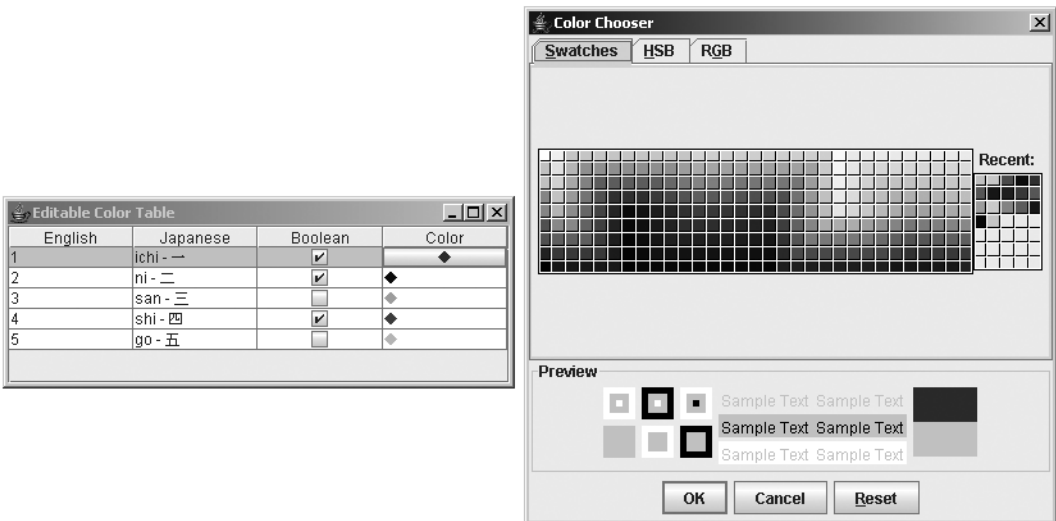 Editable Color Table
English Japanese Boolean Color
1 ichi - 一
2 ni - 二
3 san - 三
4 shi - 四
5 go - 五
Color Chooser
Swatches HSB RGB
Recent:
Preview
Sample Text Sample Text
Sample Text Sample Text
Sample Text Sample Text
OK Cancel Reset